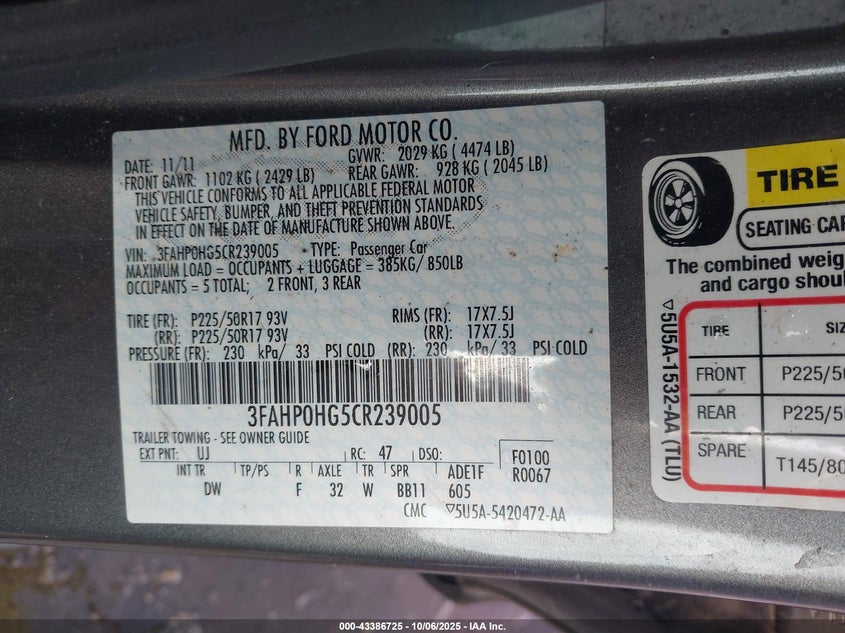 MFD. BY FORD MOTOR CO.
DATE: 11/11 GVWR: 2029 KG ( 4474 LB)
FRONT GAWR: 1102 KG ( 2429 LB) REAR GAWR: 928 KG ( 2045 LB)
THIS VEHICLE CONFORMS TO ALL APPLICABLE FEDERAL MOTOR
VEHICLE SAFETY, BUMPER, AND THEFT PREVENTION STANDARDS
IN EFFECT ON THE DATE OF MANUFACTURE SHOWN ABOVE.
VIN: 3FAHP0HG5CR239005 TYPE: Passenger Car
MAXIMUM LOAD = OCCUPANTS + LUGGAGE = 385KG/ 850LB
OCCUPANTS = 5 TOTAL; 2 FRONT, 3 REAR
TIRE (FR): P225/50R17 93V RIMS (FR): 17X7.5J
(RR): P225/50R17 93V (RR): 17X7.5J
PRESSURE (FR): 230 kPa/ 33 PSI COLD (RR): 230 kPa/ 33 PSI COLD
3FAHP0HG5CR239005
TRAILER TOWING - SEE OWNER GUIDE
EXT PNT: UJ RC: 47 DSO: F0100
INT TR TP/PS R AXLE TR SPR ADE1F R0067
DW F 32 W BB11 605
CMC ▽5U5A-5420472-AA
TIRE
SEATING CAP
The combined weig
and cargo shou
▽5U5A-1532-AA (TLU)
TIRE SIZ
FRONT P225/50
REAR P225/50
SPARE T145/80
000-43386725 - 10/06/2025 - IAA Inc.